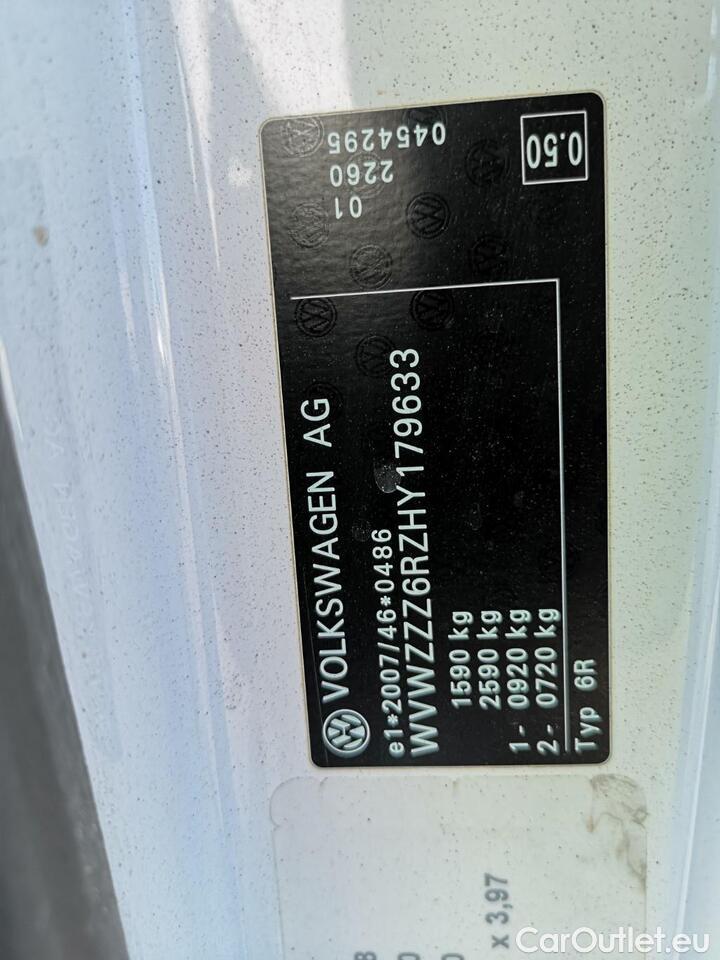 VOLKSWAGEN AG
e1*2007/46*0486
WVWZZZ6RZHY179633
1590 kg
2590 kg
1- 0920 kg
2- 0720 kg
Typ 6R
0454295
2260
01
0.50
x 3,97
CarOutlet.eu